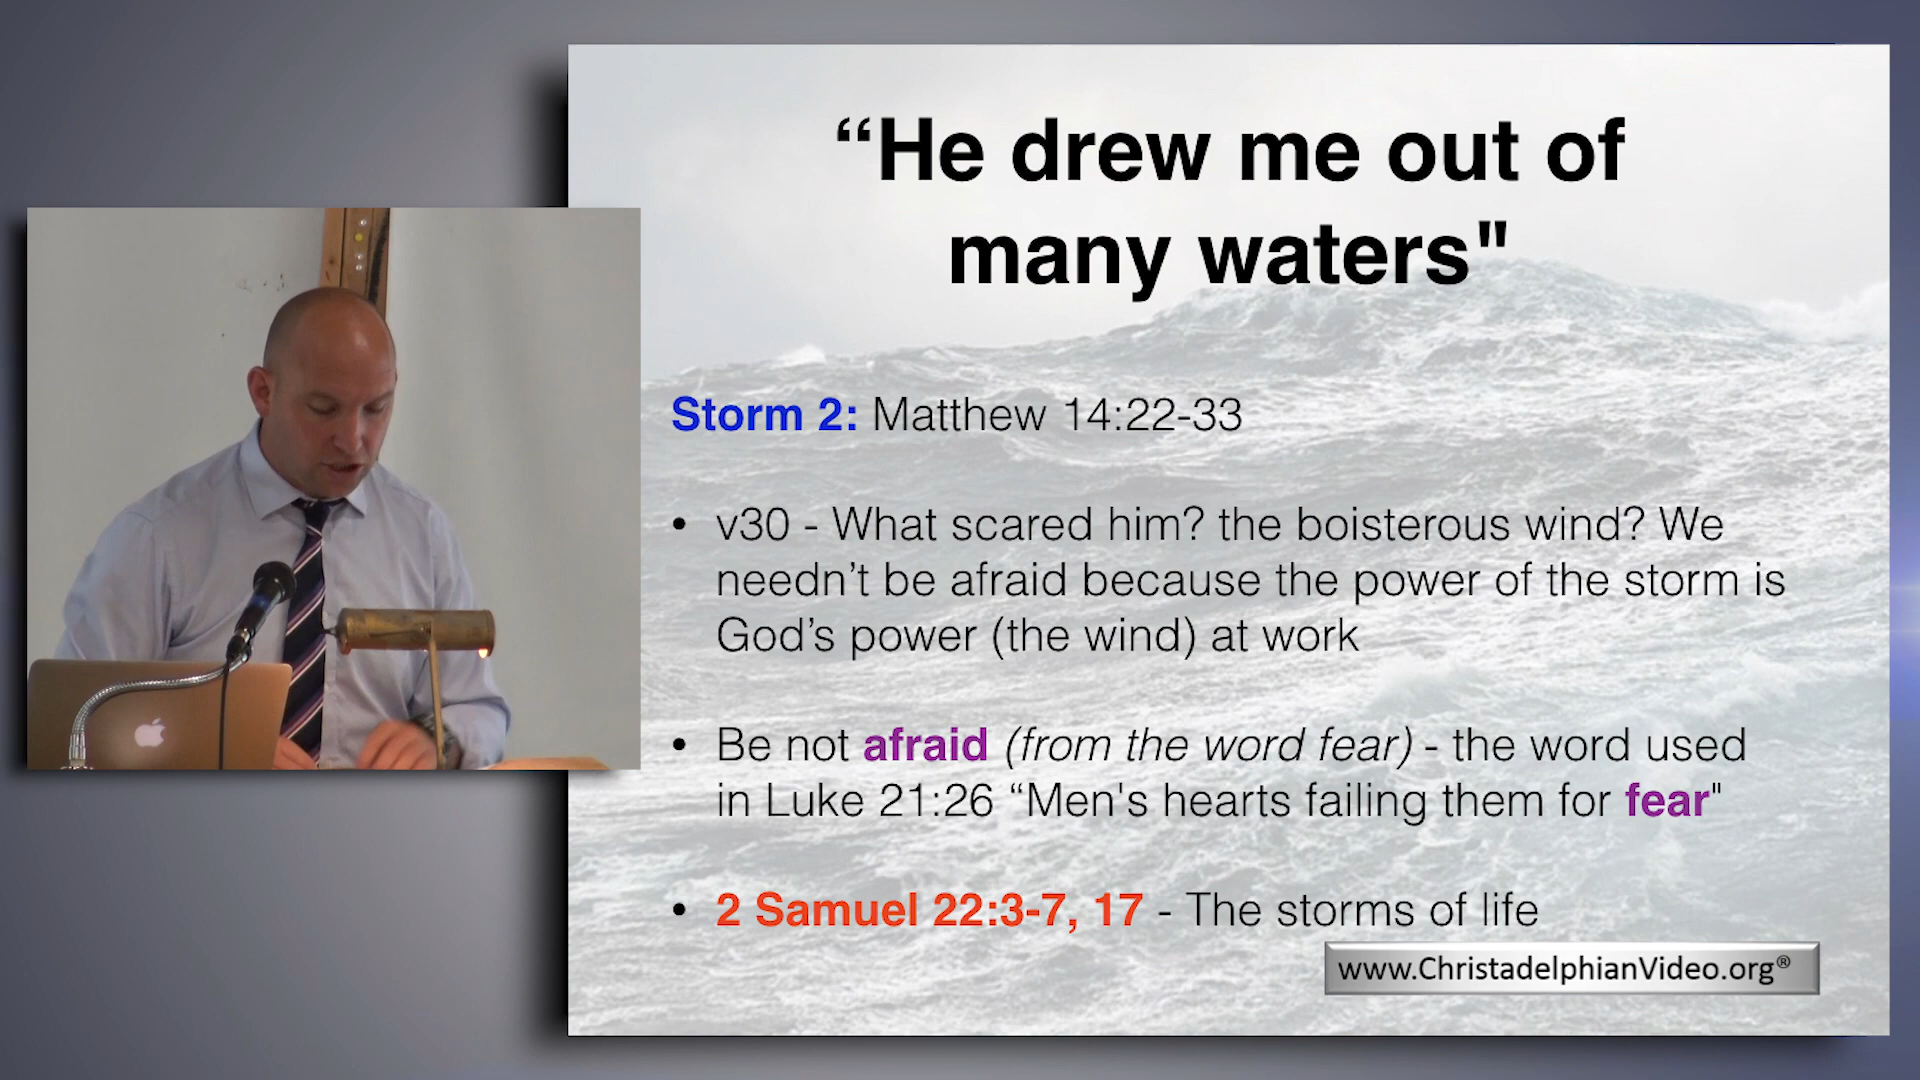 “He drew me out of
many waters"
Storm 2: Matthew 14:22-33
• v30 - What scared him? the boisterous wind? We
needn’t be afraid because the power of the storm is
God’s power (the wind) at work
• Be not afraid (from the word fear) - the word used
in Luke 21:26 “Men's hearts failing them for fear"
• 2 Samuel 22:3-7, 17 - The storms of life
www.ChristadelphianVideo.org®